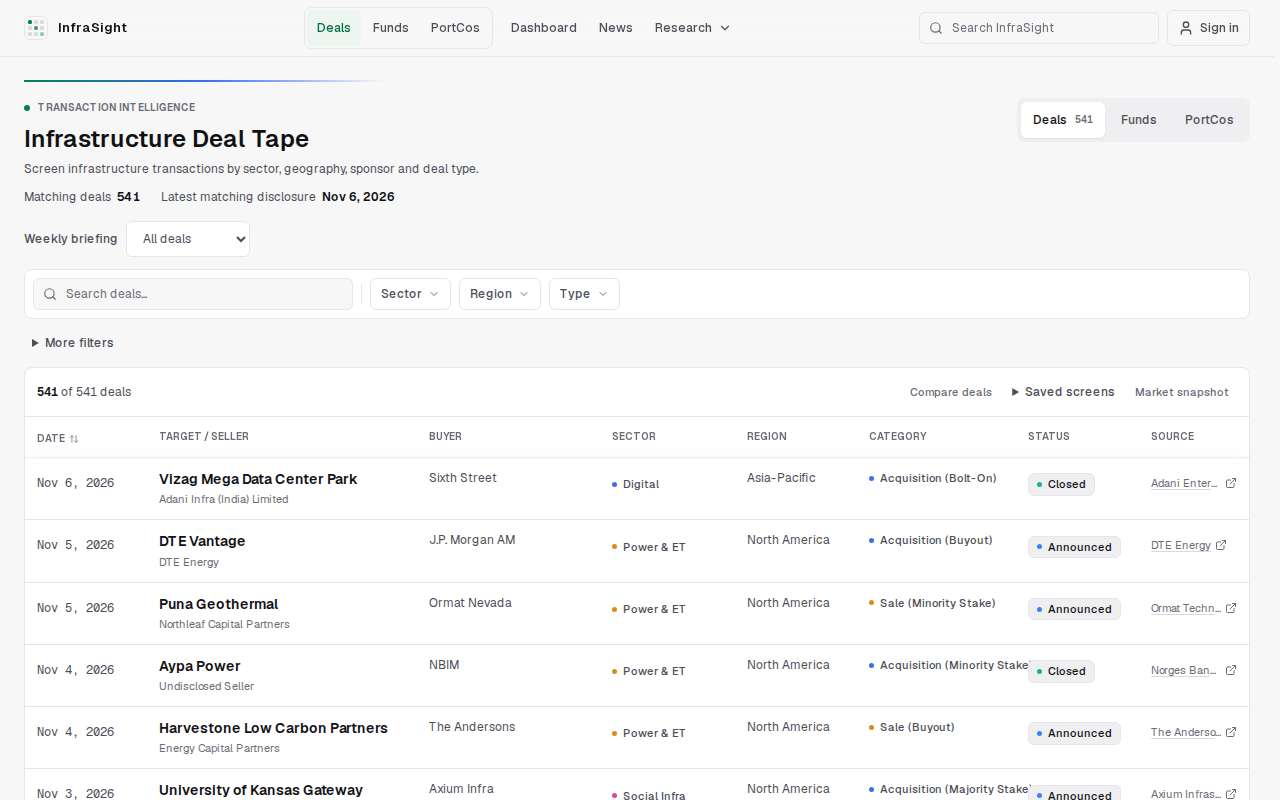 InfraSight
Deals Funds PortCos Dashboard News Research Search InfraSight Sign in
TRANSACTION INTELLIGENCE
Infrastructure Deal Tape
Screen infrastructure transactions by sector, geography, sponsor and deal type.
Matching deals 541 Latest matching disclosure Nov 6, 2026
Deals 541 Funds PortCos
Weekly briefing All deals
Search deals… Sector Region Type
More filters
541 of 541 deals Compare deals Saved screens Market snapshot
DATE TARGET / SELLER BUYER SECTOR REGION CATEGORY STATUS SOURCE
Nov 6, 2026 Vizag Mega Data Center Park Sixth Street Digital Asia-Pacific Acquisition (Bolt-On) Closed Adani Enter…
Adani Infra (India) Limited
Nov 5, 2026 DTE Vantage J.P. Morgan AM Power & ET North America Acquisition (Buyout) Announced DTE Energy
DTE Energy
Nov 5, 2026 Puna Geothermal Ormat Nevada Power & ET North America Sale (Minority Stake) Announced Ormat Techn…
Northleaf Capital Partners
Nov 4, 2026 Aypa Power NBIM Power & ET North America Acquisition (Minority Stake) Closed Norges Ban…
Undisclosed Seller
Nov 4, 2026 Harvestone Low Carbon Partners The Andersons Power & ET North America Sale (Buyout) Announced The Anderso…
Energy Capital Partners
Nov 3, 2026 University of Kansas Gateway Axium Infra Social Infra North America Acquisition (Majority Stake) Announced Axium Infras…